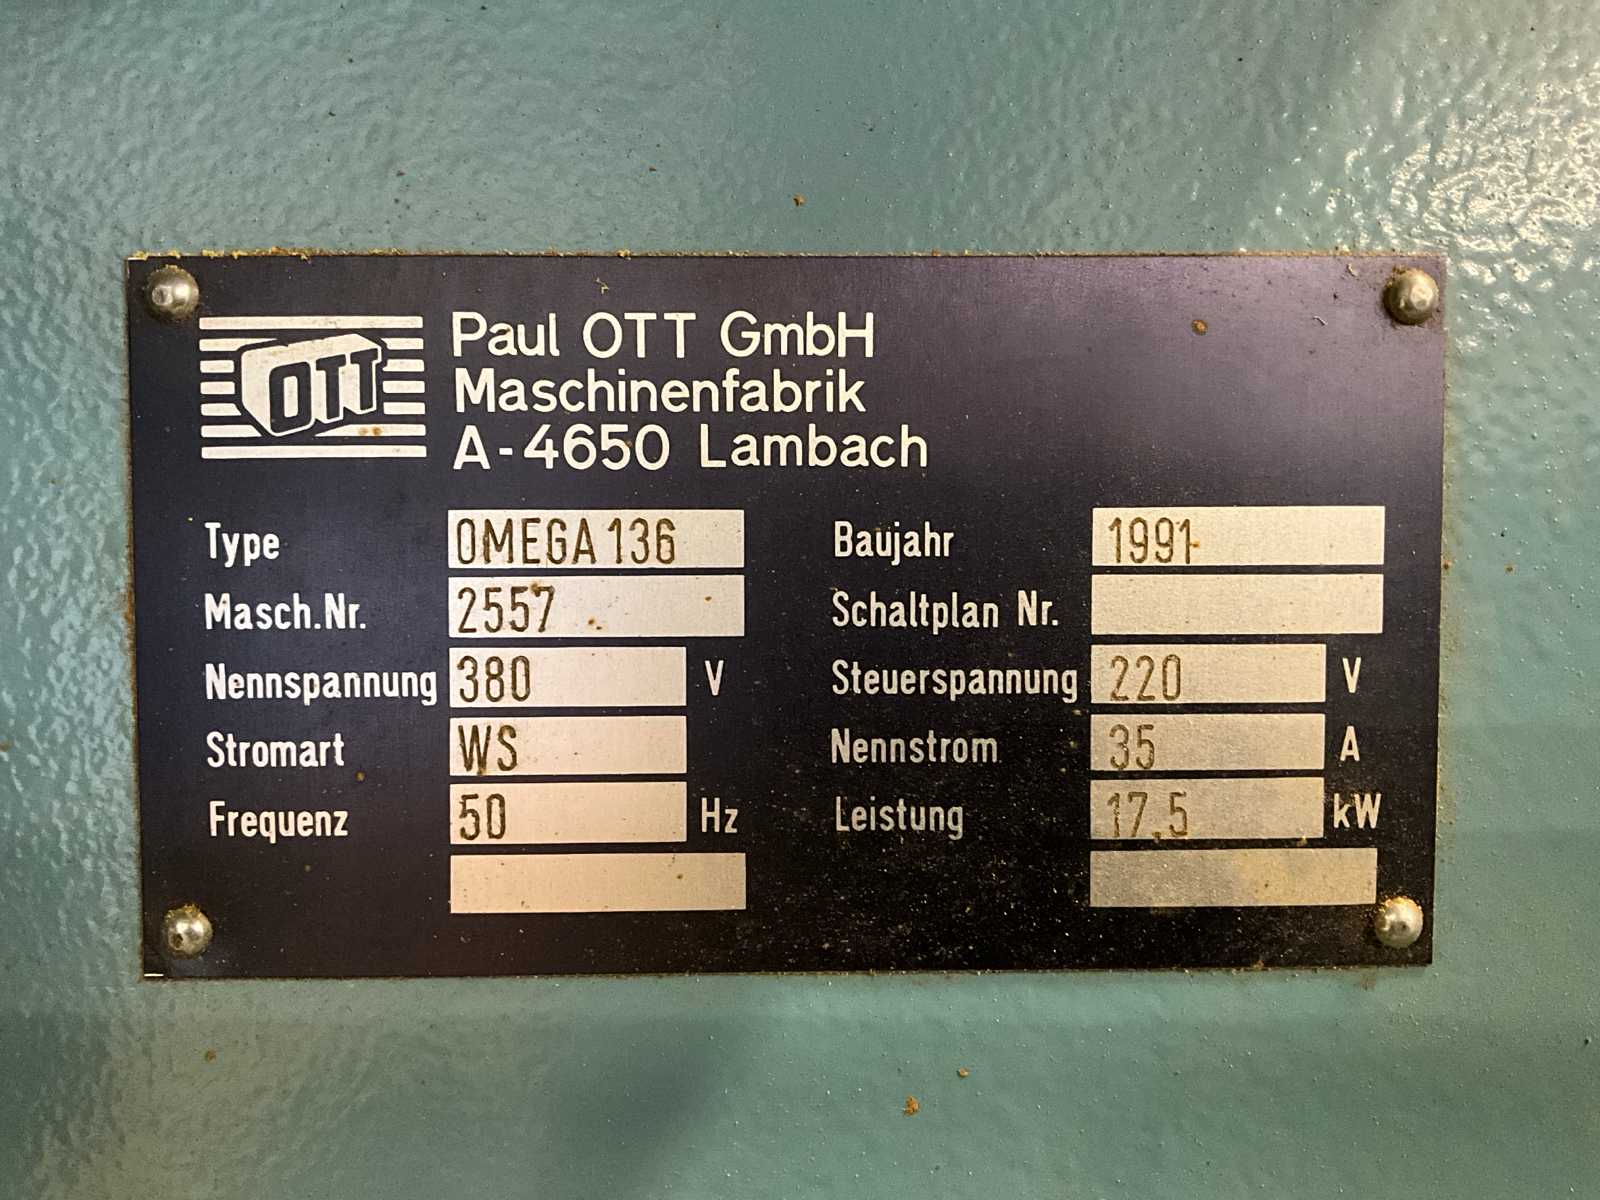 OTT
Paul OTT GmbH
Maschinenfabrik
A-4650 Lambach
Type OMEGA 136 Baujahr 1991
Masch.Nr. 2557 Schaltplan Nr.
Nennspannung 380 V Steuerspannung 220 V
Stromart WS Nennstrom 35 A
Frequenz 50 Hz Leistung 17.5 kW